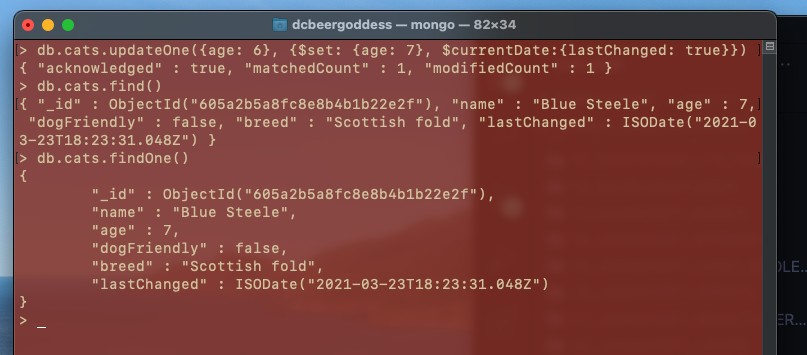 dcbeergoddess — mongo — 82×34
[> db.cats.updateOne({age: 6}, {$set: {age: 7}, $currentDate:{lastChanged: true}}) ]
{ "acknowledged" : true, "matchedCount" : 1, "modifiedCount" : 1 }
> db.cats.find()
[{ "_id" : ObjectId("605a2b5a8fc8e8b4b1b22e2f"), "name" : "Blue Steele", "age" : 7,]
"dogFriendly" : false, "breed" : "Scottish fold", "lastChanged" : ISODate("2021-0
3-23T18:23:31.048Z") }
[> db.cats.findOne() ]
{
"_id" : ObjectId("605a2b5a8fc8e8b4b1b22e2f"),
"name" : "Blue Steele",
"age" : 7,
"dogFriendly" : false,
"breed" : "Scottish fold",
"lastChanged" : ISODate("2021-03-23T18:23:31.048Z")
}
> _